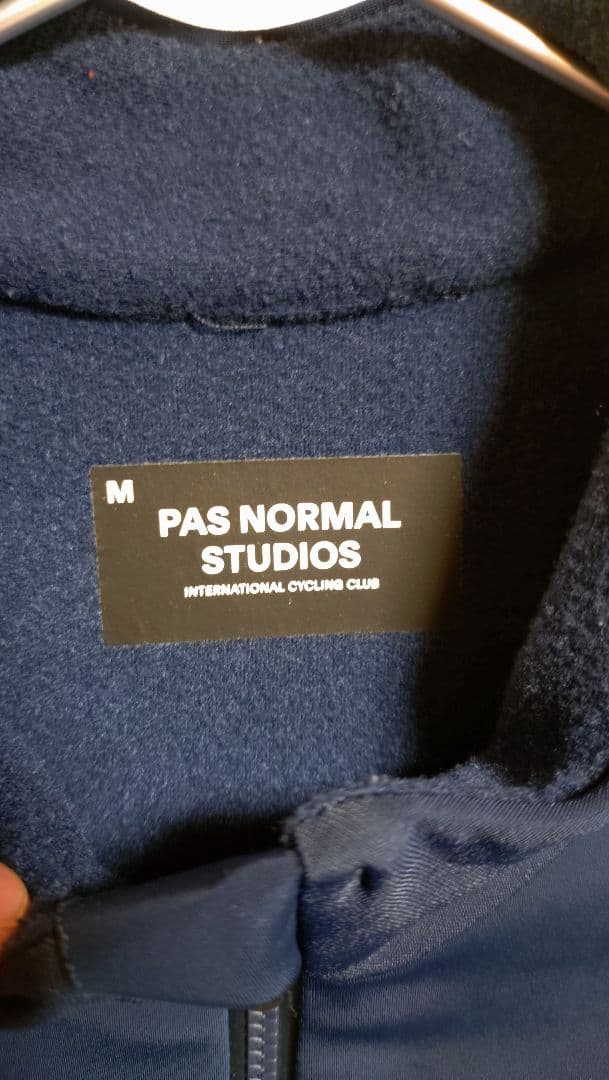 M
PAS NORMAL
STUDIOS
INTERNATIONAL CYCLING CLUB